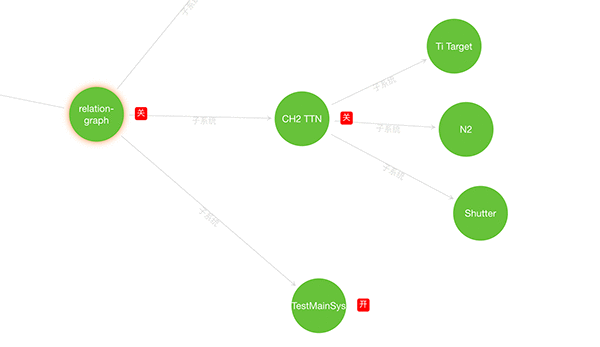 子系统
Ti Target
子系统
relation-
graph
关
子系统
CH2 TTN
关
子系统
N2
子系统
Shutter
子系统
TestMainSys
开